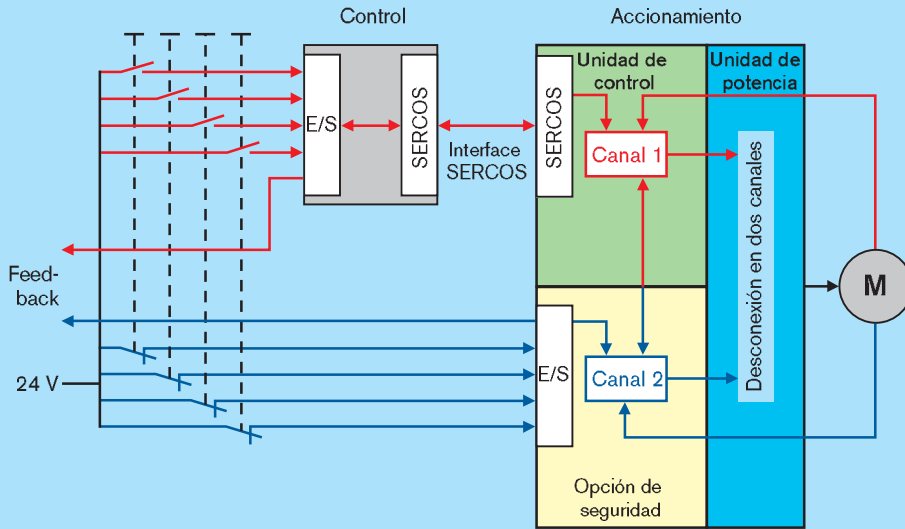 Control
Accionamiento
Unidad de
control
Unidad de
potencia
E/S
SERCOS
Interface
SERCOS
SERCOS
Canal 1
Desconexión en dos canales
M
Feed-
back
24 V
E/S
Canal 2
Opción de
seguridad